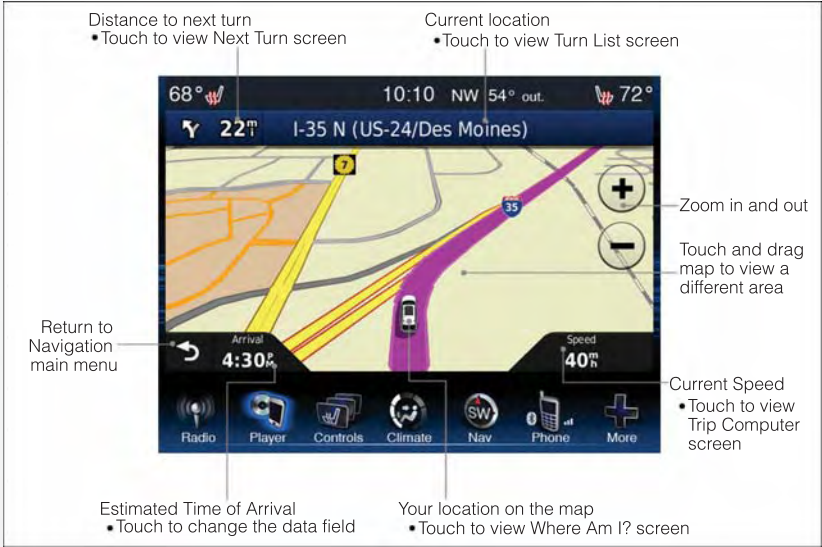 Distance to next turn
• Touch to view Next Turn screen
Current location
• Touch to view Turn List screen
68° 10:10 NW 54° out. 72°
22 mi I-35 N (US-24/Des Moines)
7
35
+
−
Zoom in and out
Touch and drag
map to view a
different area
Return to
Navigation
main menu
Arrival
4:30 PM
Speed
40 mh
Current Speed
• Touch to view
Trip Computer
screen
SW
Radio Player Controls Climate Nav Phone More
Estimated Time of Arrival
• Touch to change the data field
Your location on the map
• Touch to view Where Am I? screen